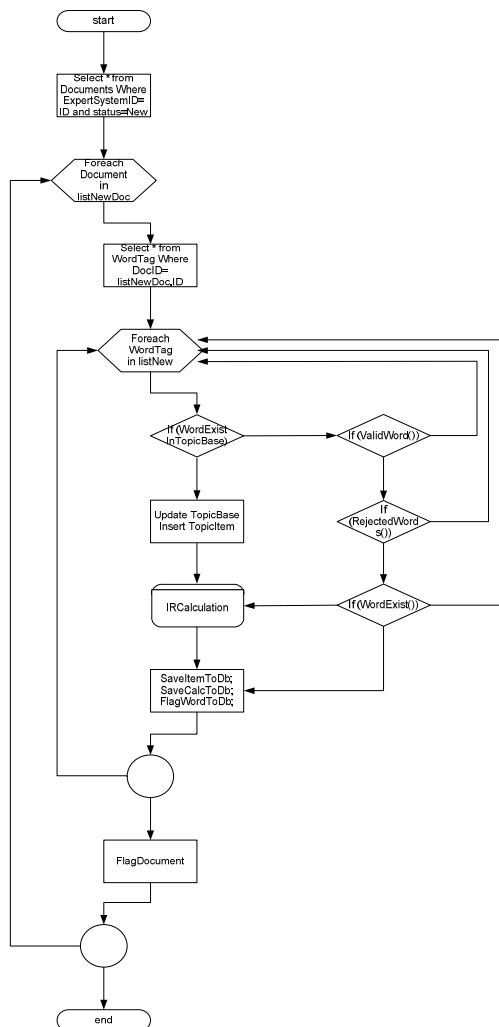 start
Select * from
Documents Where
ExpertSystemID=
ID and status=New
Foreach
Document
in
listNewDoc
Select * from
WordTag Where
DocID=
listNewDoc.ID
Foreach
WordTag
in listNew
If (WordExist
InTopicBase)
If (ValidWord())
Update TopicBase
Insert TopicItem
If
(RejectedWord
s())
IRCalculation
If (WordExist())
SaveItemToDb;
SaveCalcToDb;
FlagWordToDb;
FlagDocument
end